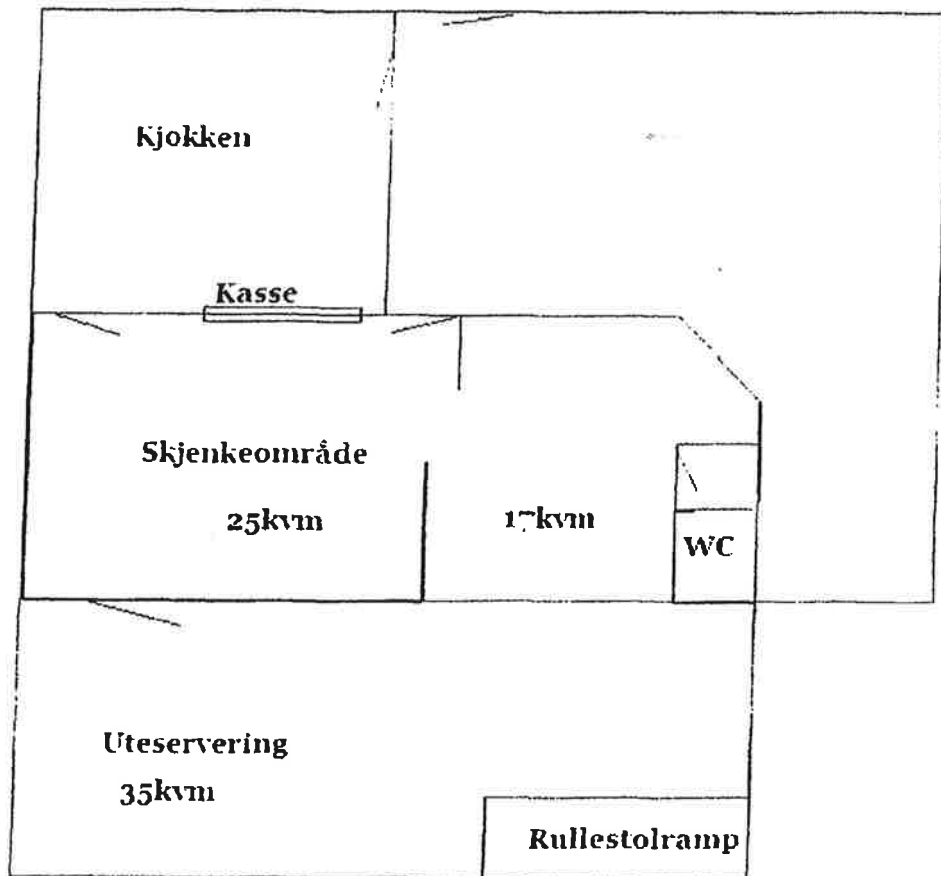 Kjokken
Kasse
Skjenkeområde
25kvm
17kvm
WC
Uteservering
35kvm
Rullestolramp